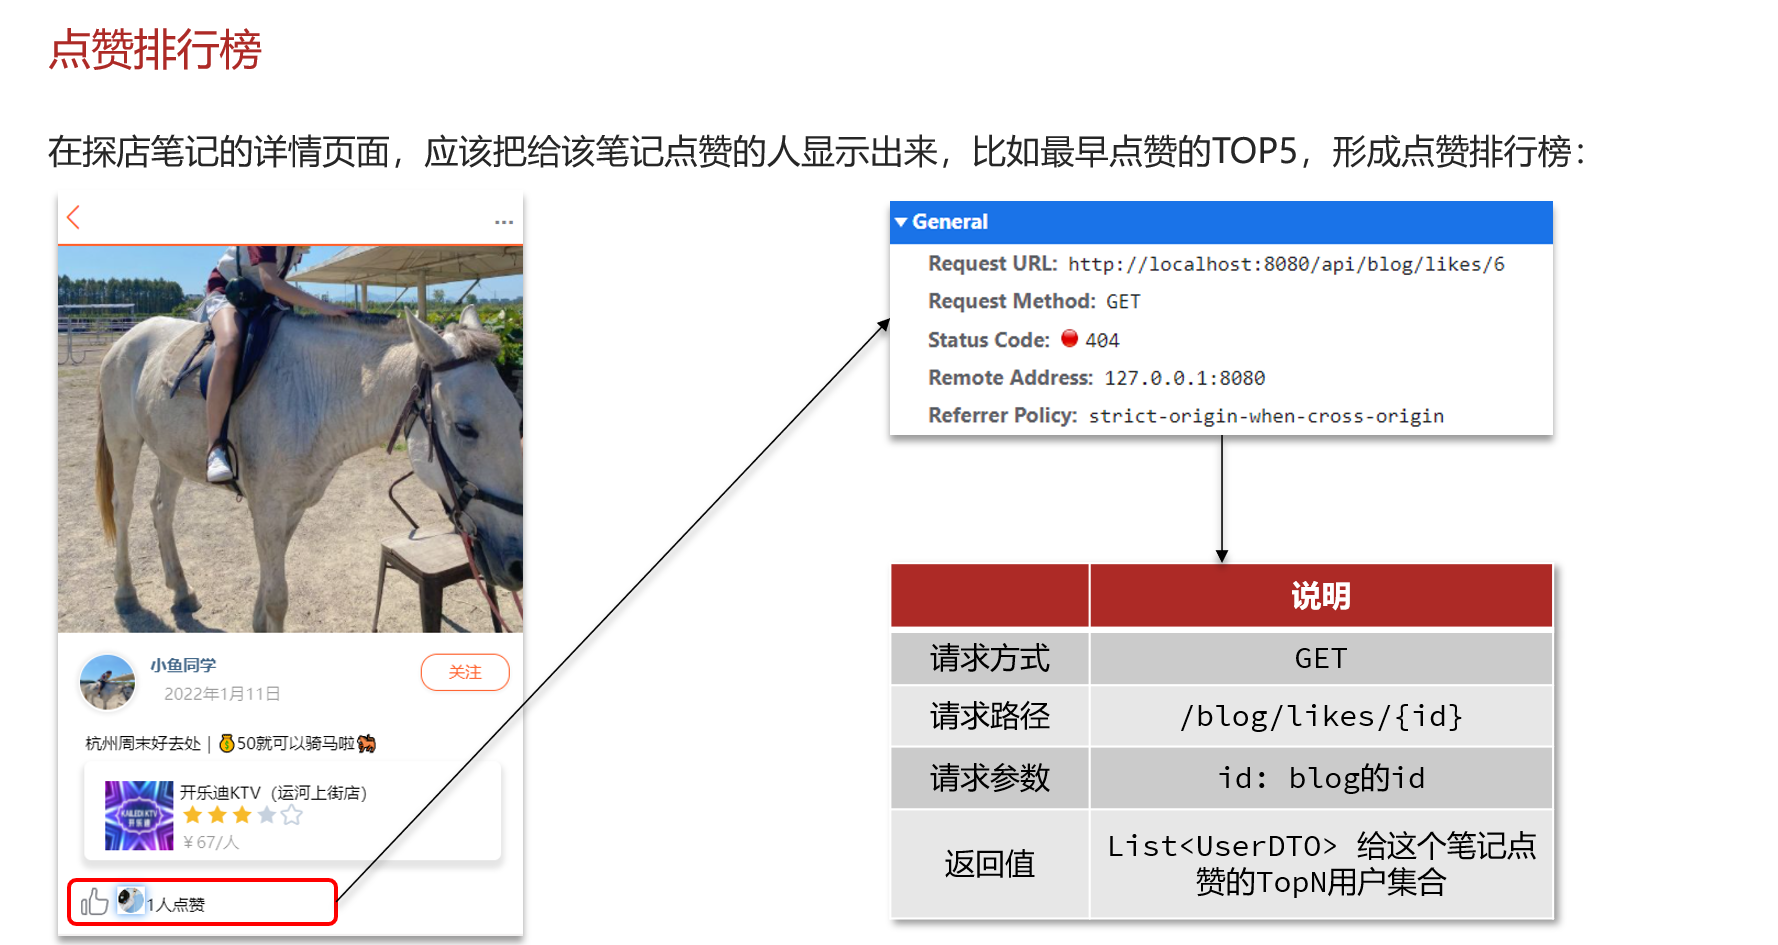 点赞排行榜
在探店笔记的详情页面，应该把给该笔记点赞的人显示出来，比如最早点赞的TOP5，形成点赞排行榜：
小鱼同学
2022年1月11日
关注
杭州周末好去处 | 💰50就可以骑马啦🐎
KAILEDI KTV
开乐迪
开乐迪KTV（运河上街店）
￥67/人
1人点赞
General
Request URL: http://localhost:8080/api/blog/likes/6
Request Method: GET
Status Code: 404
Remote Address: 127.0.0.1:8080
Referrer Policy: strict-origin-when-cross-origin
说明
请求方式 GET
请求路径 /blog/likes/{id}
请求参数 id: blog的id
返回值 List<UserDTO> 给这个笔记点
赞的TopN用户集合